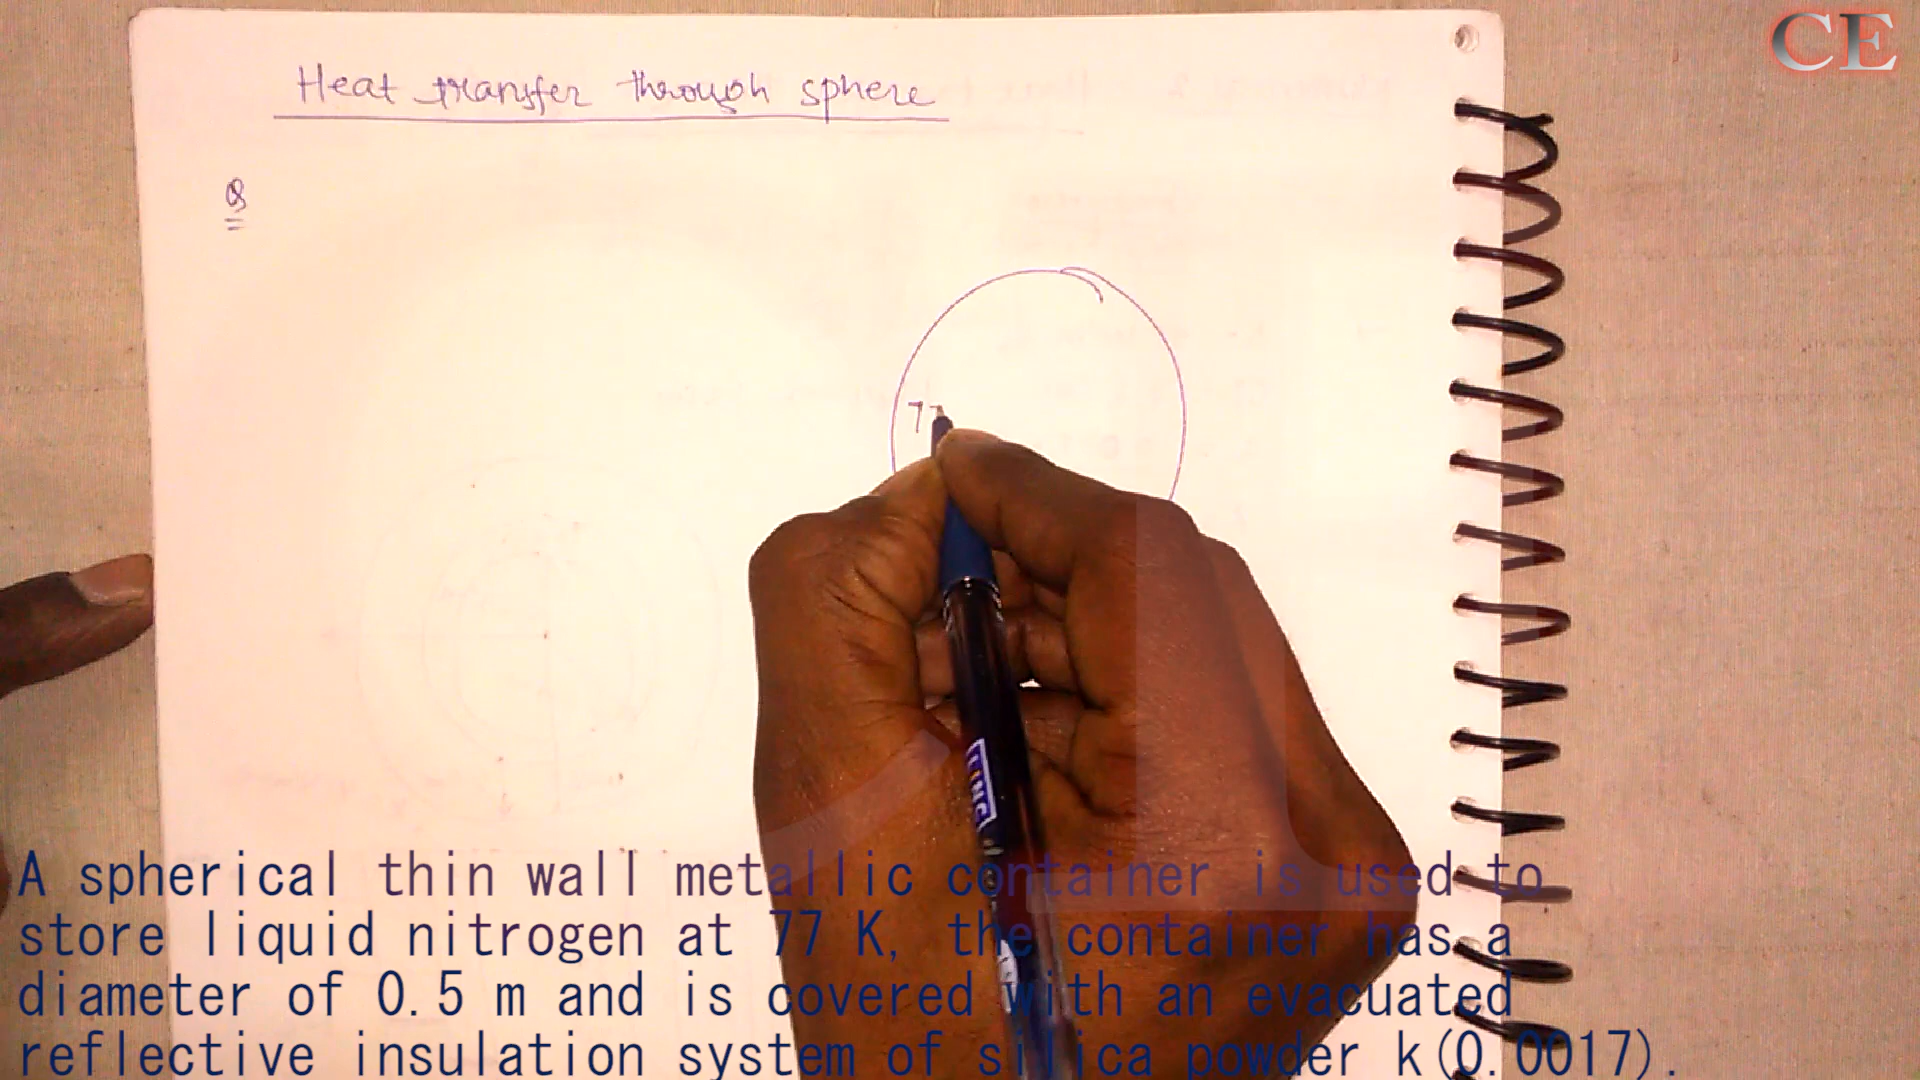 CE
Heat transfer through sphere
Q
77
LINC
A spherical thin wall metallic container is used to
store liquid nitrogen at 77 K, the container has a
diameter of 0.5 m and is covered with an evacuated
reflective insulation system of silica powder k(0.0017).